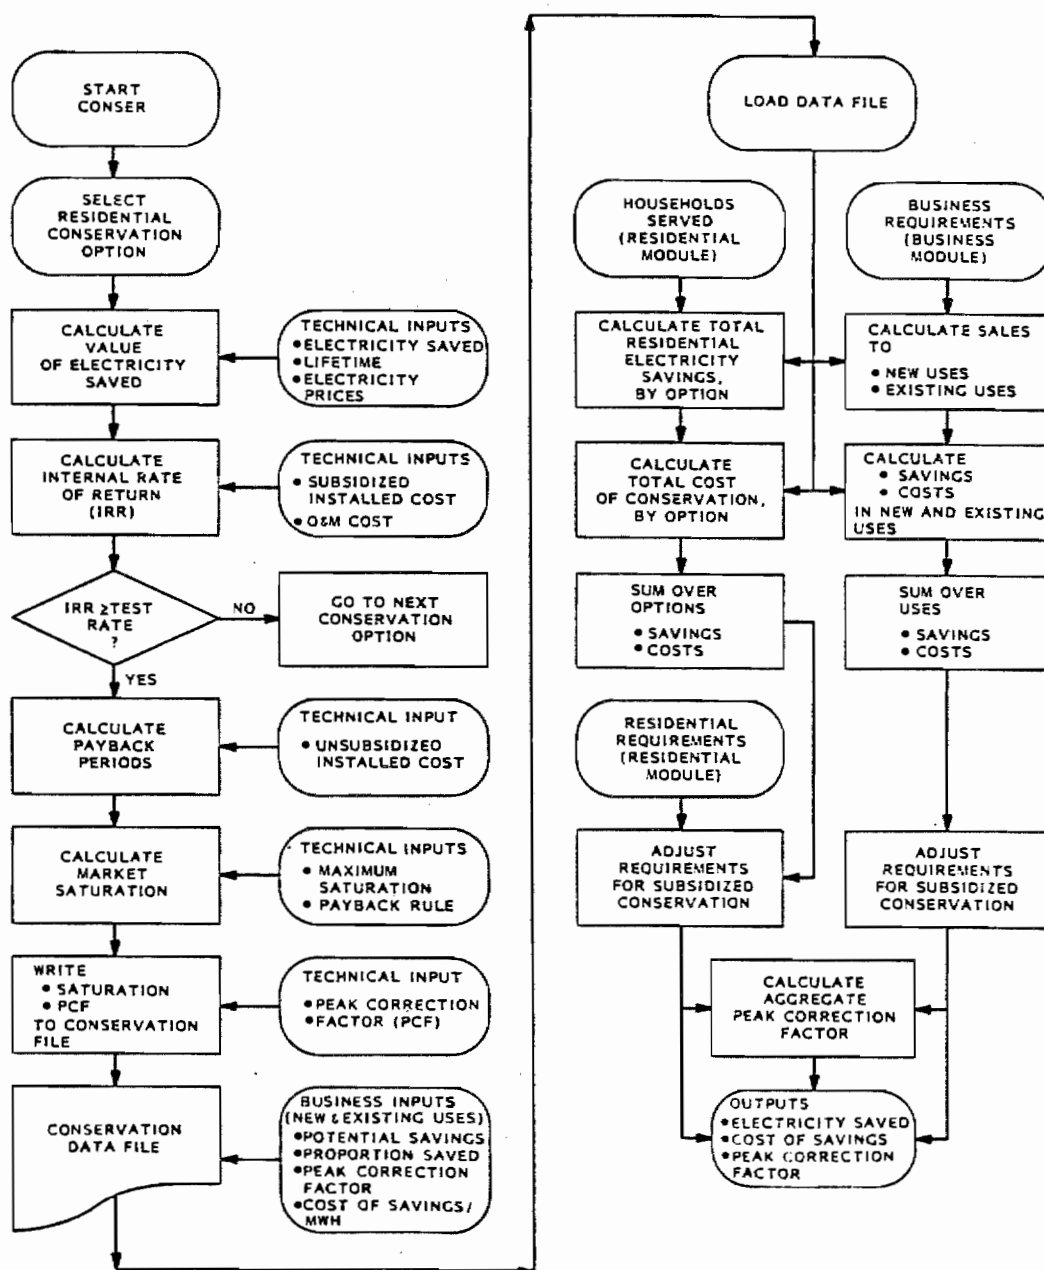 START
CONSER
SELECT
RESIDENTIAL
CONSERVATION
OPTION
CALCULATE
VALUE
OF ELECTRICITY
SAVED
TECHNICAL INPUTS
•ELECTRICITY SAVED
•LIFETIME
•ELECTRICITY
PRICES
CALCULATE
INTERNAL RATE
OF RETURN
(IRR)
TECHNICAL INPUTS
• SUBSIDIZED
INSTALLED COST
• O&M COST
IRR ≥TEST
RATE
?
NO
GO TO NEXT
CONSERVATION
OPTION
YES
CALCULATE
PAYBACK
PERIODS
TECHNICAL INPUT
• UNSUBSIDIZED
INSTALLED COST
CALCULATE
MARKET
SATURATION
TECHNICAL INPUTS
• MAXIMUM
SATURATION
• PAYBACK RULE
WRITE
• SATURATION
• PCF
TO CONSERVATION
FILE
TECHNICAL INPUT
• PEAK CORRECTION
• FACTOR (PCF)
CONSERVATION
DATA FILE
BUSINESS INPUTS
(NEW & EXISTING USES)
•POTENTIAL SAVINGS
•PROPORTION SAVED
•PEAK CORRECTION
FACTOR
•COST OF SAVINGS/
MWH
LOAD DATA FILE
HOUSEHOLDS
SERVED
(RESIDENTIAL
MODULE)
BUSINESS
REQUIREMENTS
(BUSINESS
MODULE)
CALCULATE TOTAL
RESIDENTIAL
ELECTRICITY
SAVINGS,
BY OPTION
CALCULATE SALES
TO
• NEW USES
• EXISTING USES
CALCULATE
TOTAL COST
OF CONSERVATION,
BY OPTION
CALCULATE
• SAVINGS
• COSTS
IN NEW AND EXISTING
USES
SUM OVER
OPTIONS
• SAVINGS
• COSTS
SUM OVER
USES
• SAVINGS
• COSTS
RESIDENTIAL
REQUIREMENTS
(RESIDENTIAL
MODULE)
ADJUST
REQUIREMENTS
FOR SUBSIDIZED
CONSERVATION
ADJUST
REQUIREMENTS
FOR SUBSIDIZED
CONSERVATION
CALCULATE
AGGREGATE
PEAK CORRECTION
FACTOR
OUTPUTS
•ELECTRICITY SAVED
•COST OF SAVINGS
•PEAK CORRECTION
FACTOR